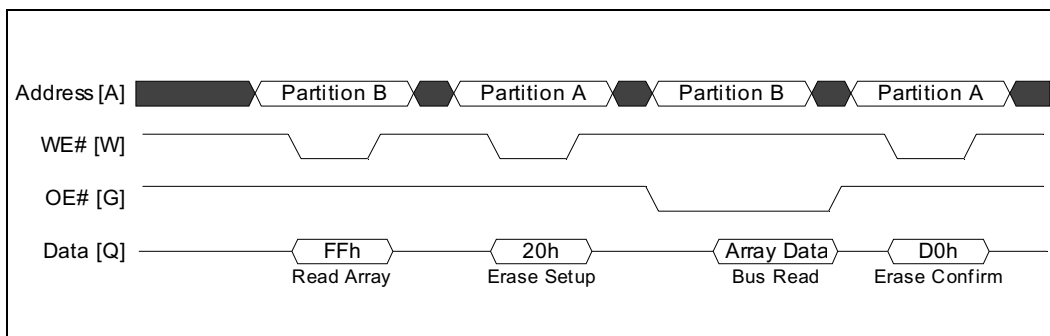 Address [A] Partition B Partition A Partition B Partition A
WE# [W]
OE# [G]
Data [Q] FFh 20h Array Data D0h
Read Array Erase Setup Bus Read Erase Confirm